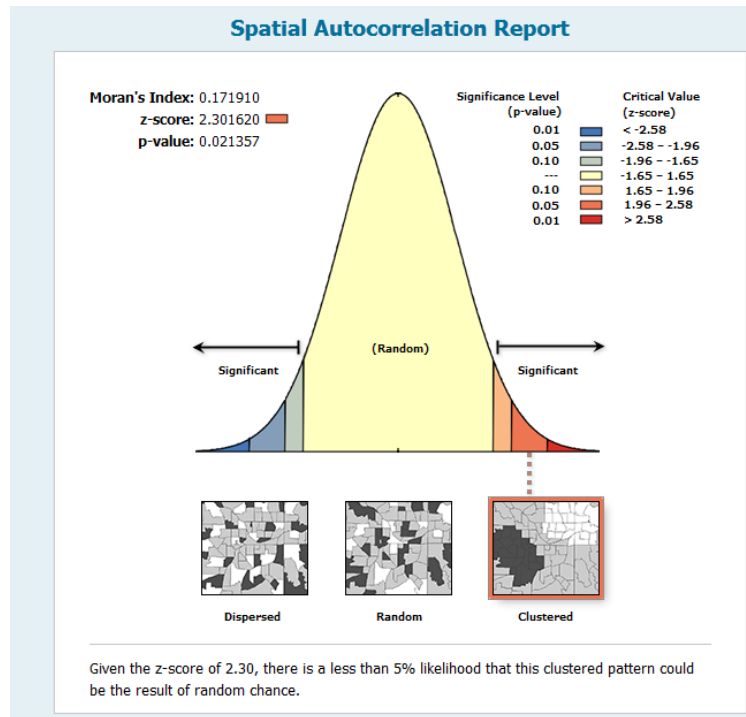 Spatial Autocorrelation Report
Moran's Index: 0.171910
z-score: 2.301620
p-value: 0.021357
Significance Level
(p-value)
Critical Value
(z-score)
0.01 < -2.58
0.05 -2.58 – -1.96
0.10 -1.96 – -1.65
--- -1.65 – 1.65
0.10 1.65 – 1.96
0.05 1.96 – 2.58
0.01 > 2.58
(Random)
Significant
Significant
Dispersed
Random
Clustered
Given the z-score of 2.30, there is a less than 5% likelihood that this clustered pattern could
be the result of random chance.